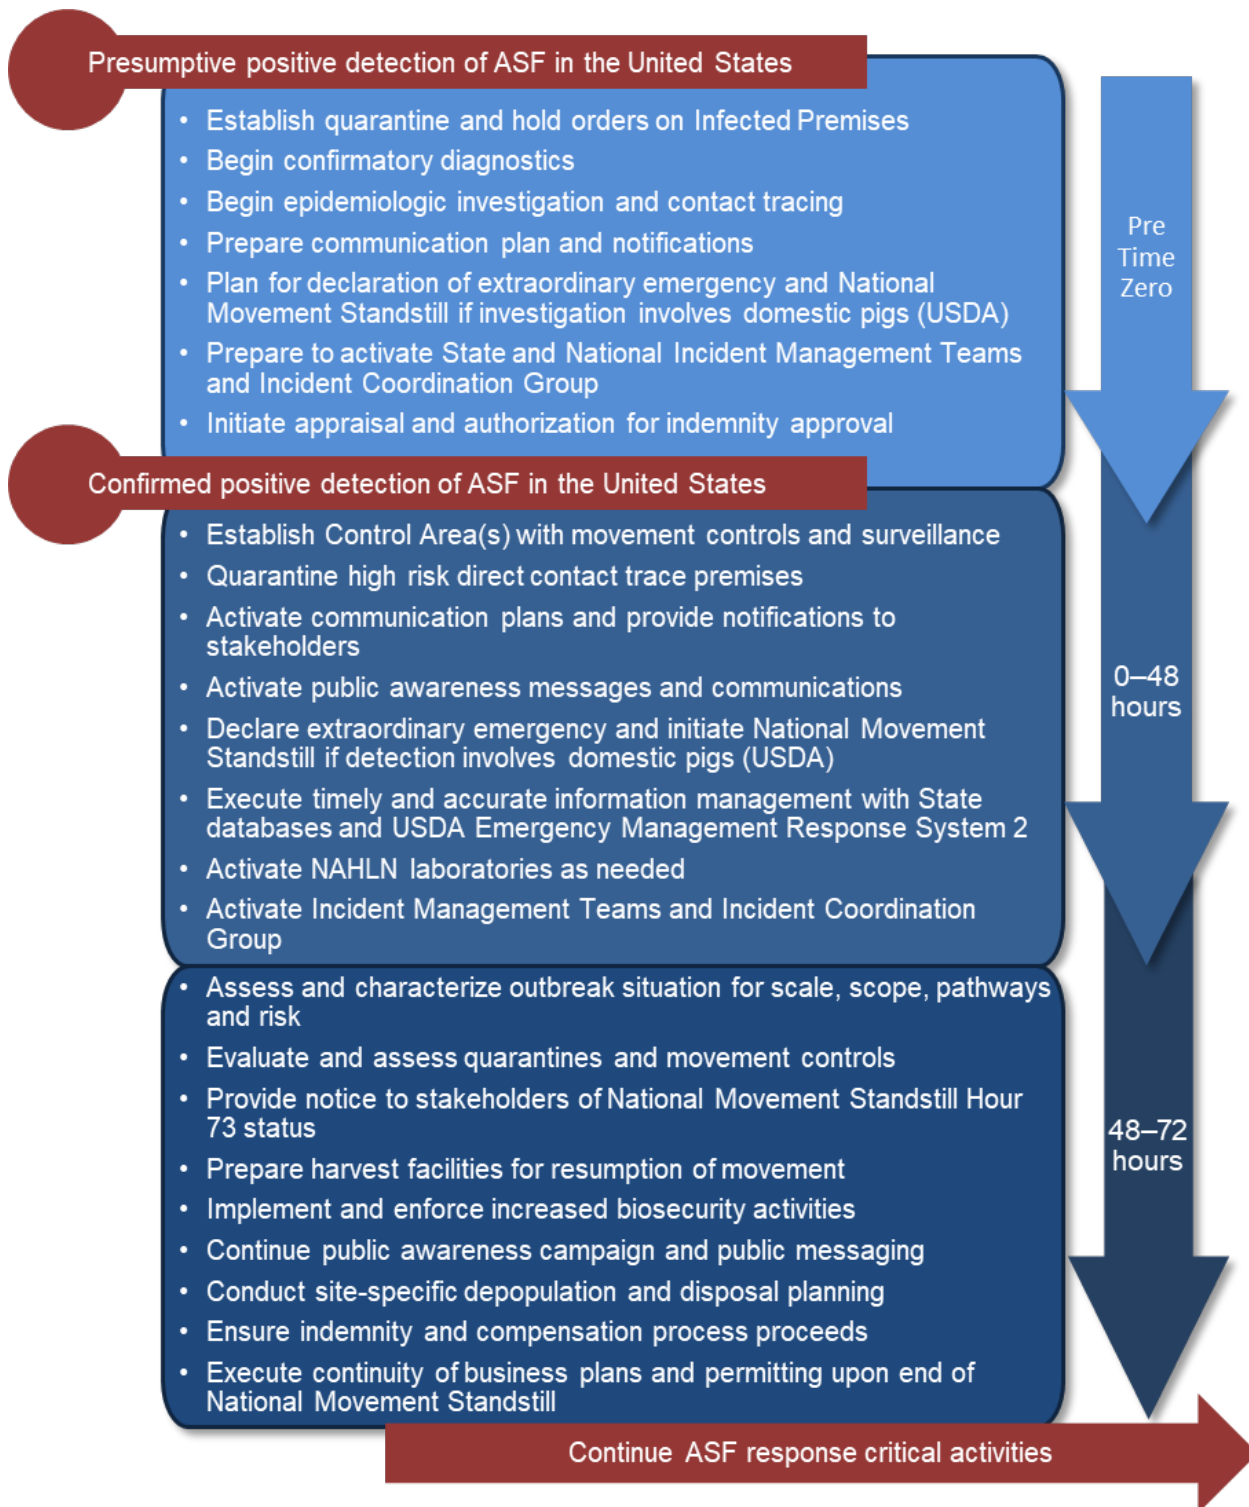 Presumptive positive detection of ASF in the United States
• Establish quarantine and hold orders on Infected Premises
• Begin confirmatory diagnostics
• Begin epidemiologic investigation and contact tracing
• Prepare communication plan and notifications
• Plan for declaration of extraordinary emergency and National
Movement Standstill if investigation involves domestic pigs (USDA)
• Prepare to activate State and National Incident Management Teams
and Incident Coordination Group
• Initiate appraisal and authorization for indemnity approval
Pre
Time
Zero
Confirmed positive detection of ASF in the United States
• Establish Control Area(s) with movement controls and surveillance
• Quarantine high risk direct contact trace premises
• Activate communication plans and provide notifications to
stakeholders
• Activate public awareness messages and communications
• Declare extraordinary emergency and initiate National Movement
Standstill if detection involves domestic pigs (USDA)
• Execute timely and accurate information management with State
databases and USDA Emergency Management Response System 2
• Activate NAHLN laboratories as needed
• Activate Incident Management Teams and Incident Coordination
Group
0–48
hours
• Assess and characterize outbreak situation for scale, scope, pathways
and risk
• Evaluate and assess quarantines and movement controls
• Provide notice to stakeholders of National Movement Standstill Hour
73 status
• Prepare harvest facilities for resumption of movement
• Implement and enforce increased biosecurity activities
• Continue public awareness campaign and public messaging
• Conduct site-specific depopulation and disposal planning
• Ensure indemnity and compensation process proceeds
• Execute continuity of business plans and permitting upon end of
National Movement Standstill
48–72
hours
Continue ASF response critical activities